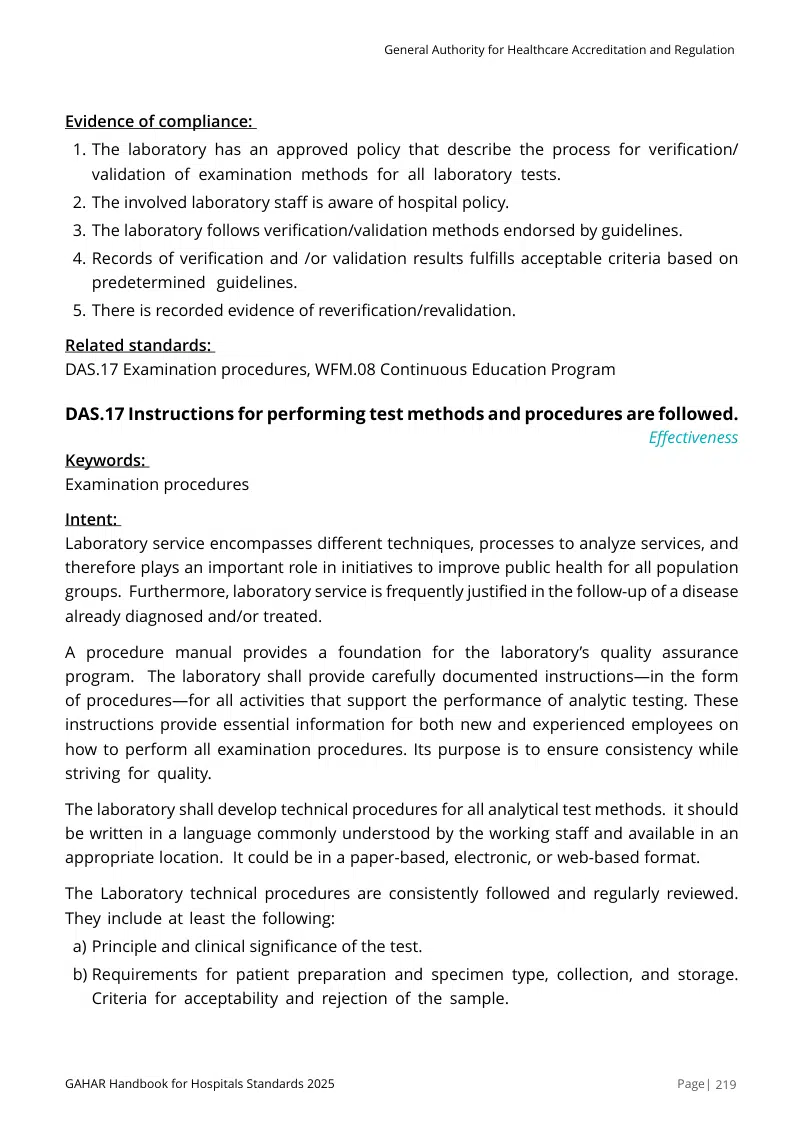 General Authority for Healthcare Accreditation and Regulation
Evidence of compliance:
1. The laboratory has an approved policy that describe the process for verification/
validation of examination methods for all laboratory tests.
2. The involved laboratory staff is aware of hospital policy.
3. The laboratory follows verification/validation methods endorsed by guidelines.
4. Records of verification and /or validation results fulfills acceptable criteria based on
predetermined guidelines.
5. There is recorded evidence of reverification/revalidation.
Related standards:
DAS.17 Examination procedures, WFM.08 Continuous Education Program
DAS.17 Instructions for performing test methods and procedures are followed.
Effectiveness
Keywords:
Examination procedures
Intent:
Laboratory service encompasses different techniques, processes to analyze services, and
therefore plays an important role in initiatives to improve public health for all population
groups. Furthermore, laboratory service is frequently justified in the follow-up of a disease
already diagnosed and/or treated.
A procedure manual provides a foundation for the laboratory’s quality assurance
program. The laboratory shall provide carefully documented instructions—in the form
of procedures—for all activities that support the performance of analytic testing. These
instructions provide essential information for both new and experienced employees on
how to perform all examination procedures. Its purpose is to ensure consistency while
striving for quality.
The laboratory shall develop technical procedures for all analytical test methods. it should
be written in a language commonly understood by the working staff and available in an
appropriate location. It could be in a paper-based, electronic, or web-based format.
The Laboratory technical procedures are consistently followed and regularly reviewed.
They include at least the following:
a) Principle and clinical significance of the test.
b) Requirements for patient preparation and specimen type, collection, and storage.
Criteria for acceptability and rejection of the sample.
GAHAR Handbook for Hospitals Standards 2025
Page| 219